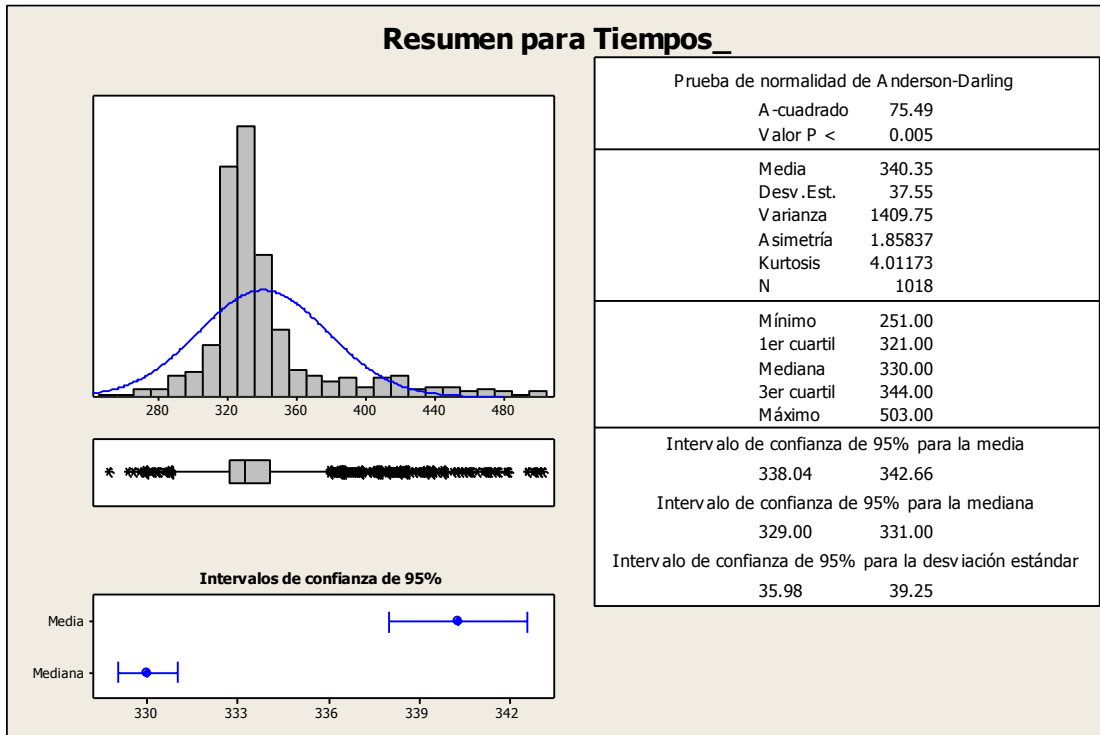 Resumen para Tiempos_
280 320 360 400 440 480
Intervalos de confianza de 95%
Media
Mediana
330 333 336 339 342
Prueba de normalidad de Anderson-Darling
A-cuadrado 75.49
Valor P < 0.005
Media 340.35
Desv.Est. 37.55
Varianza 1409.75
Asimetría 1.85837
Kurtosis 4.01173
N 1018
Mínimo 251.00
1er cuartil 321.00
Mediana 330.00
3er cuartil 344.00
Máximo 503.00
Intervalo de confianza de 95% para la media
338.04 342.66
Intervalo de confianza de 95% para la mediana
329.00 331.00
Intervalo de confianza de 95% para la desviación estándar
35.98 39.25